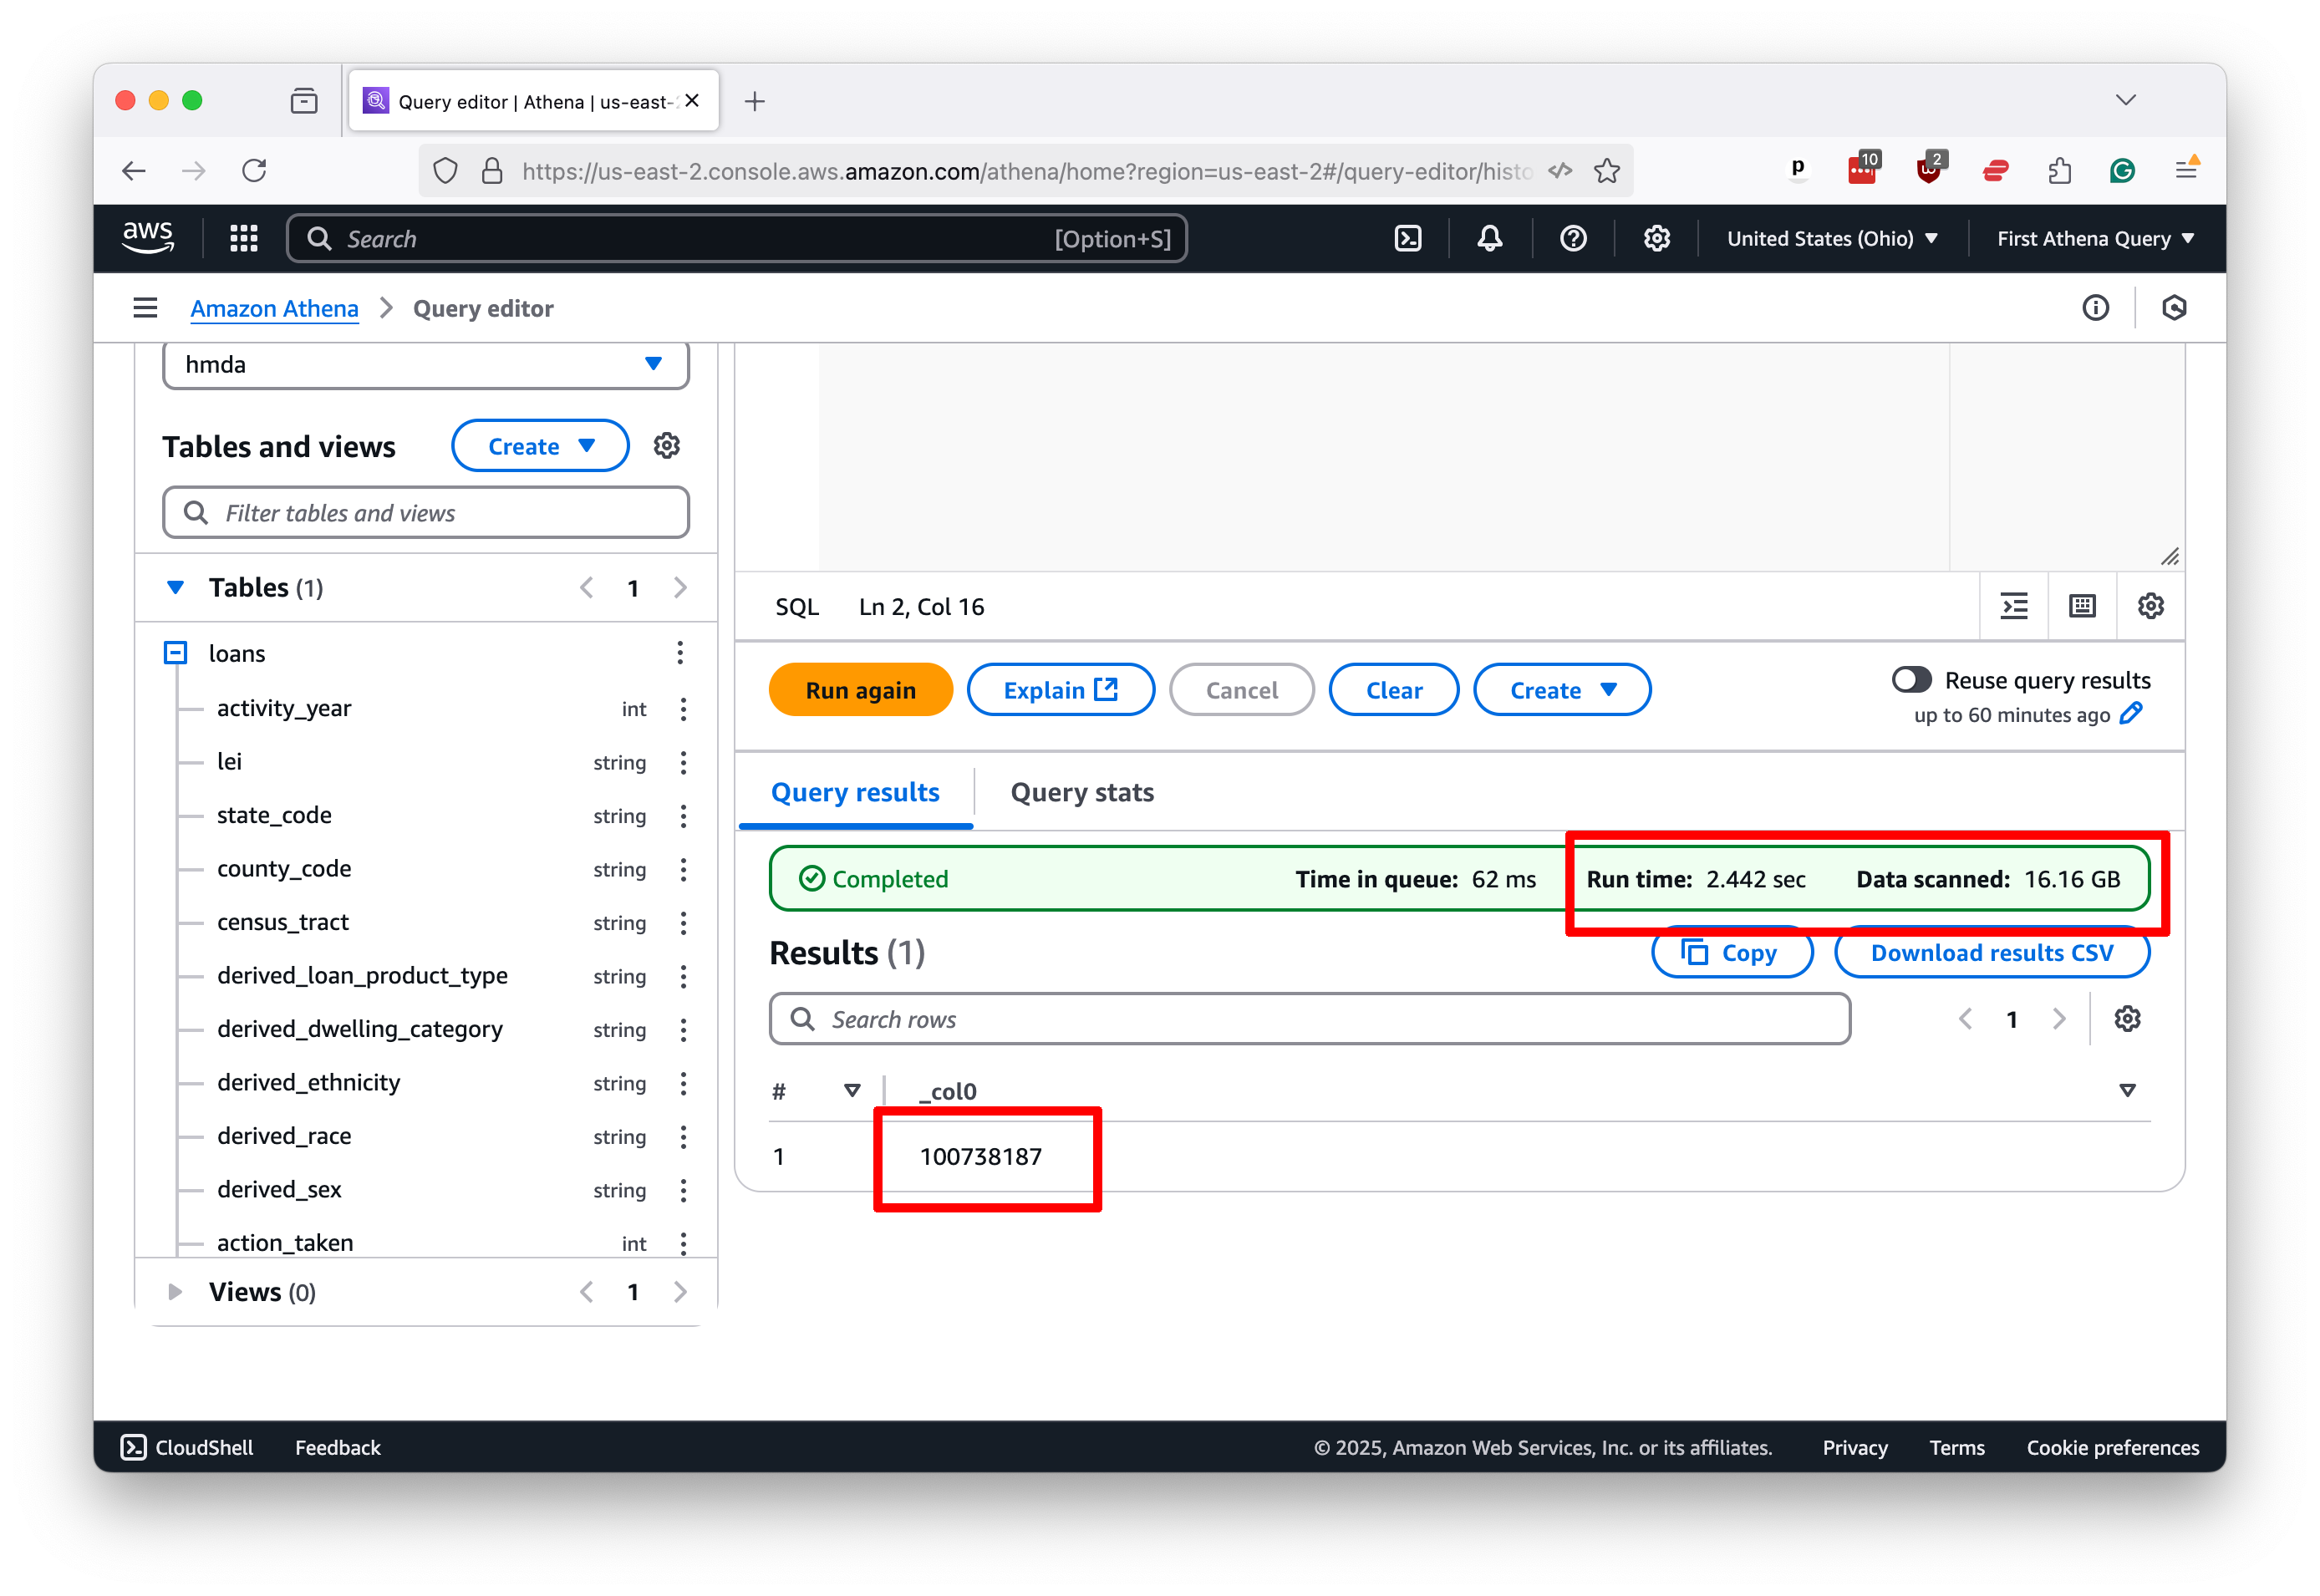 Query editor | Athena | us-east-2
https://us-east-2.console.aws.amazon.com/athena/home?region=us-east-2#/query-editor/histo
p
10
2
aws
Search
[Option+S]
United States (Ohio)
First Athena Query
Amazon Athena
Query editor
hmda
Tables and views
Create
Filter tables and views
Tables (1)
1
loans
activity_year int
lei string
state_code string
county_code string
census_tract string
derived_loan_product_type string
derived_dwelling_category string
derived_ethnicity string
derived_race string
derived_sex string
action_taken int
Views (0)
1
SQL Ln 2, Col 16
Run again
Explain
Cancel
Clear
Create
Reuse query results
up to 60 minutes ago
Query results
Query stats
Completed
Time in queue: 62 ms
Run time: 2.442 sec
Data scanned: 16.16 GB
Results (1)
Copy
Download results CSV
Search rows
1
# _col0
1 100738187
CloudShell
Feedback
© 2025, Amazon Web Services, Inc. or its affiliates.
Privacy
Terms
Cookie preferences